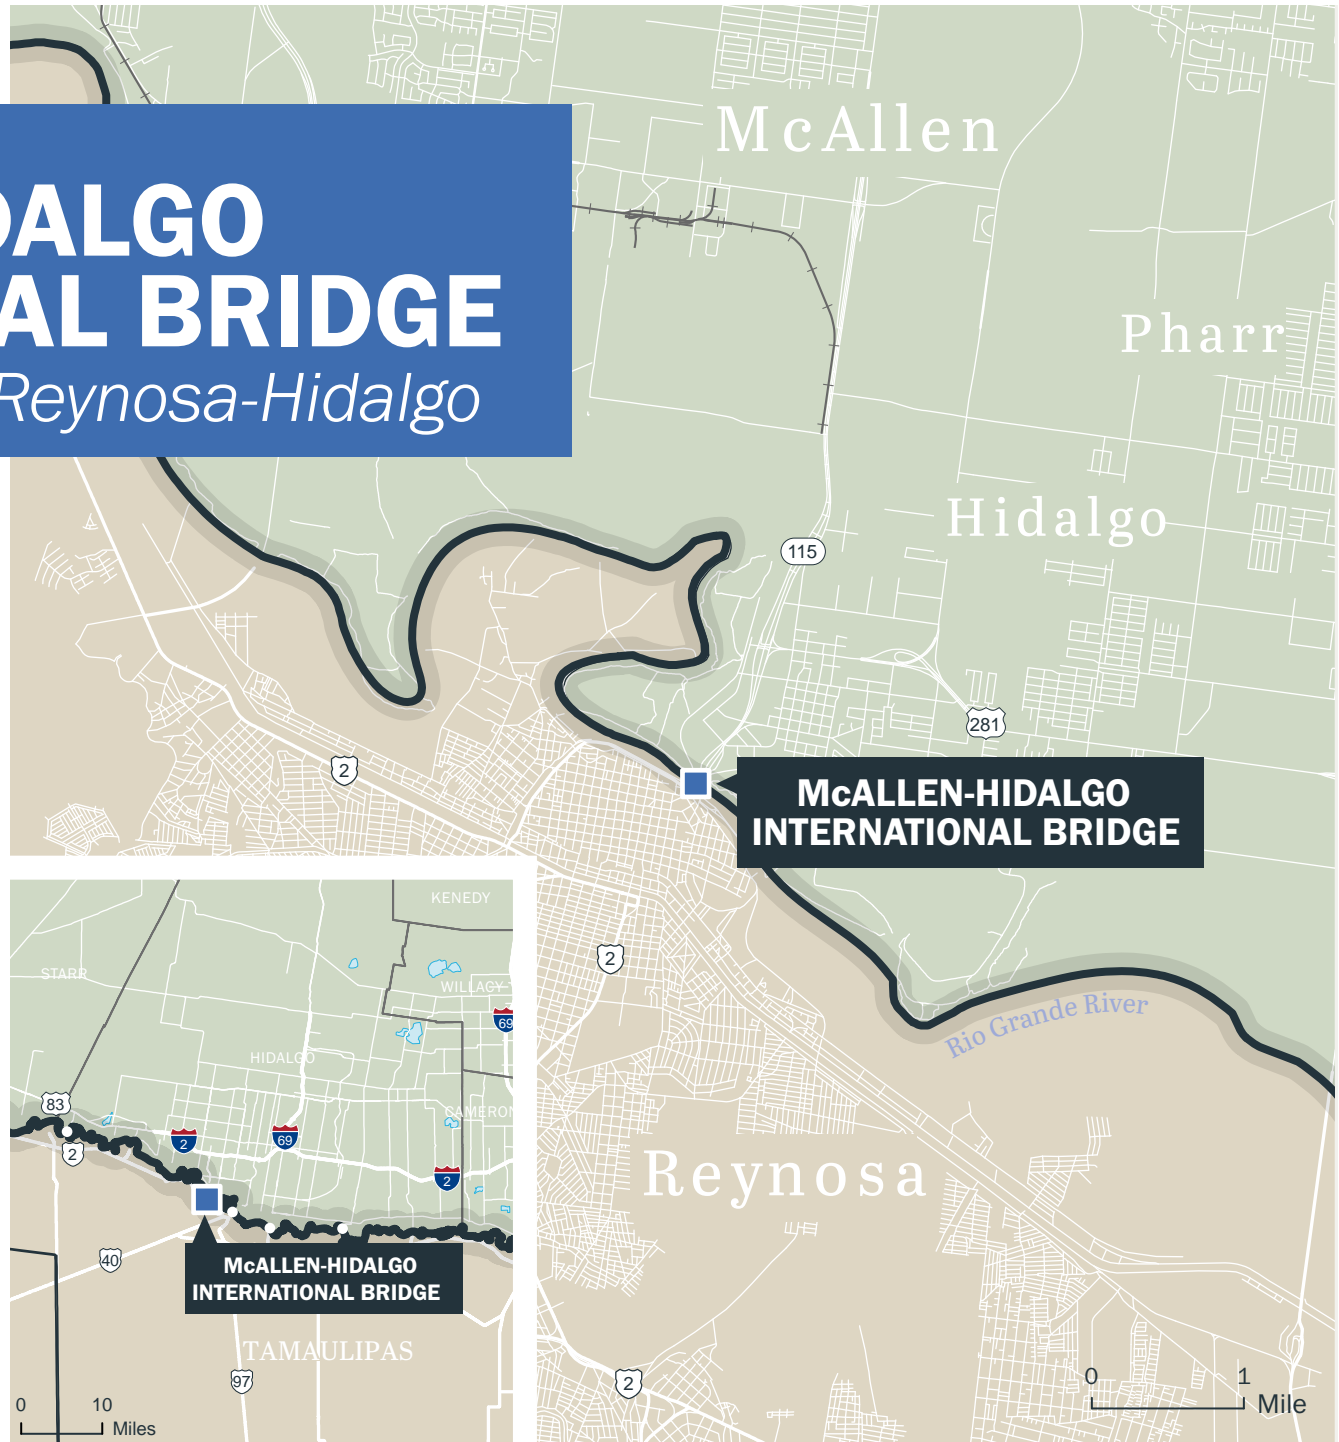 McAllen
DALGO
AL BRIDGE
Reynosa-Hidalgo
Pharr
Hidalgo
115
281
2
McALLEN-HIDALGO
INTERNATIONAL BRIDGE
2
Rio Grande River
Reynosa
2
0 1
Mile
KENEDY
STARR
WILLACY
69
HIDALGO
83
CAMERON
2
69
2
2
40
McALLEN-HIDALGO
INTERNATIONAL BRIDGE
TAMAULIPAS
97
0 10
Miles